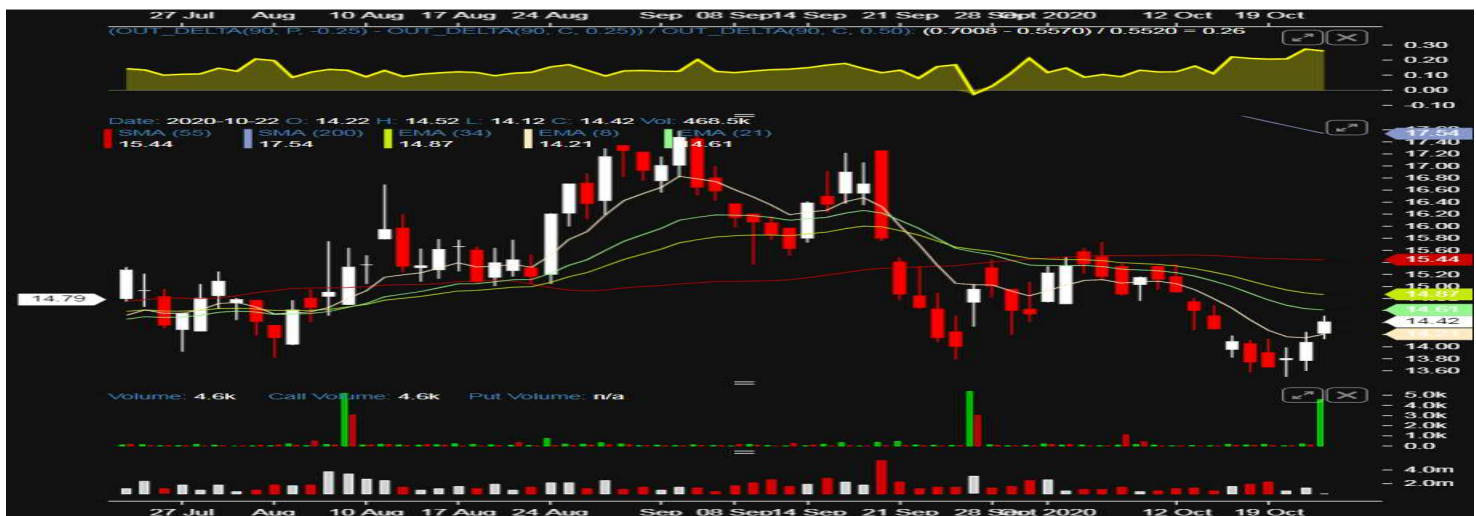 27 Jul Aug 10 Aug 17 Aug 24 Aug Sep 08 Sep 14 Sep 21 Sep 28 Sep 2020 12 Oct 19 Oct
(OUT_DELTA(90, P, -0.25) - OUT_DELTA(90, C, 0.25)) / OUT_DELTA(90, C, 0.50): (0.7008 - 0.5570) / 0.5520 = 0.26
0.30
0.20
0.10
0.00
-0.10
Date: 2020-10-22 O: 14.22 H: 14.52 L: 14.12 C: 14.42 Vol: 468.5k
SMA (55) SMA (200) EMA (34) EMA (8) EMA (21)
15.44 17.54 14.87 14.21 14.61
17.54
17.40
17.20
17.00
16.80
16.60
16.40
16.20
16.00
15.80
15.60
15.44
15.20
15.00
14.79
14.87
14.61
14.42
14.00
13.80
13.60
Volume: 4.6k Call Volume: 4.6k Put Volume: n/a
5.0k
4.0k
3.0k
2.0k
1.0k
0.0
4.0m
2.0m
27 Jul Aug 10 Aug 17 Aug 24 Aug Sep 08 Sep 14 Sep 21 Sep 28 Sep 2020 12 Oct 19 Oct